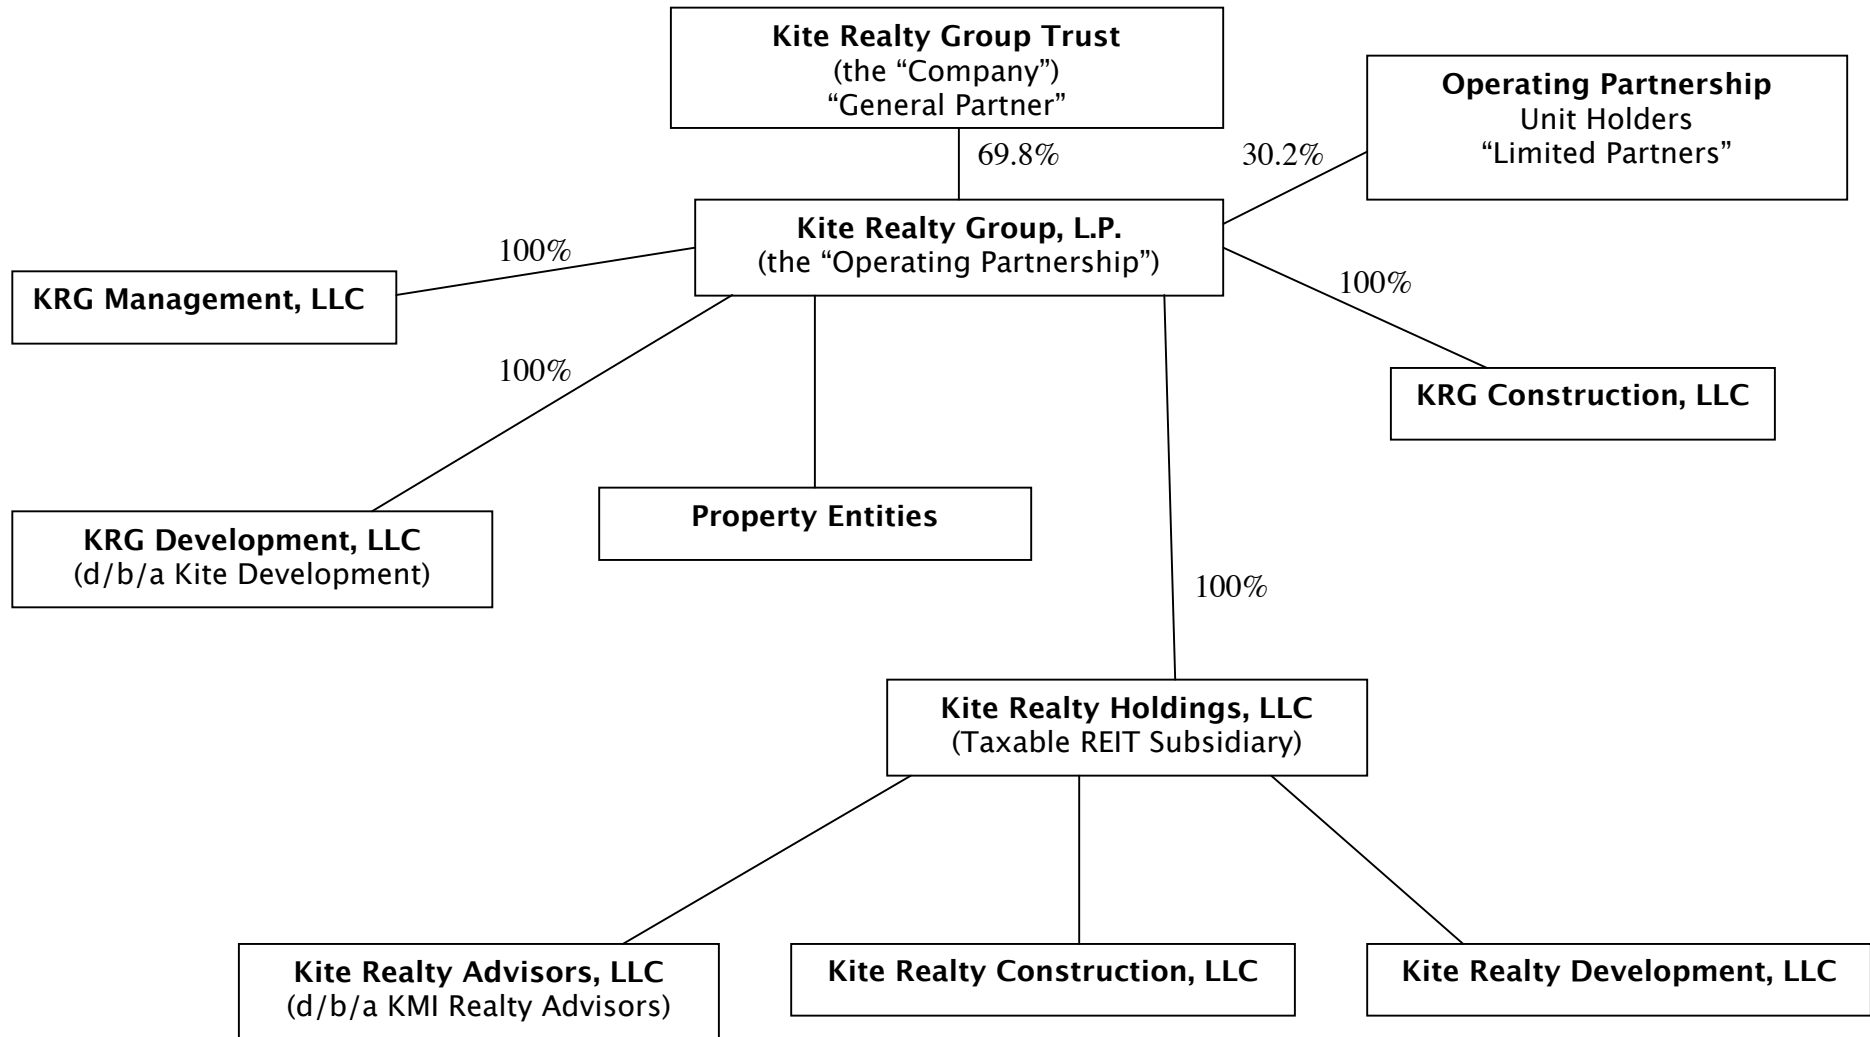 Kite Realty Group Trust
(the “Company”)
“General Partner”
Operating Partnership
Unit Holders
“Limited Partners”
69.8%
30.2%
Kite Realty Group, L.P.
(the “Operating Partnership”)
100%
KRG Management, LLC
100%
100%
KRG Construction, LLC
Property Entities
KRG Development, LLC
(d/b/a Kite Development)
100%
Kite Realty Holdings, LLC
(Taxable REIT Subsidiary)
Kite Realty Advisors, LLC
(d/b/a KMI Realty Advisors)
Kite Realty Construction, LLC
Kite Realty Development, LLC